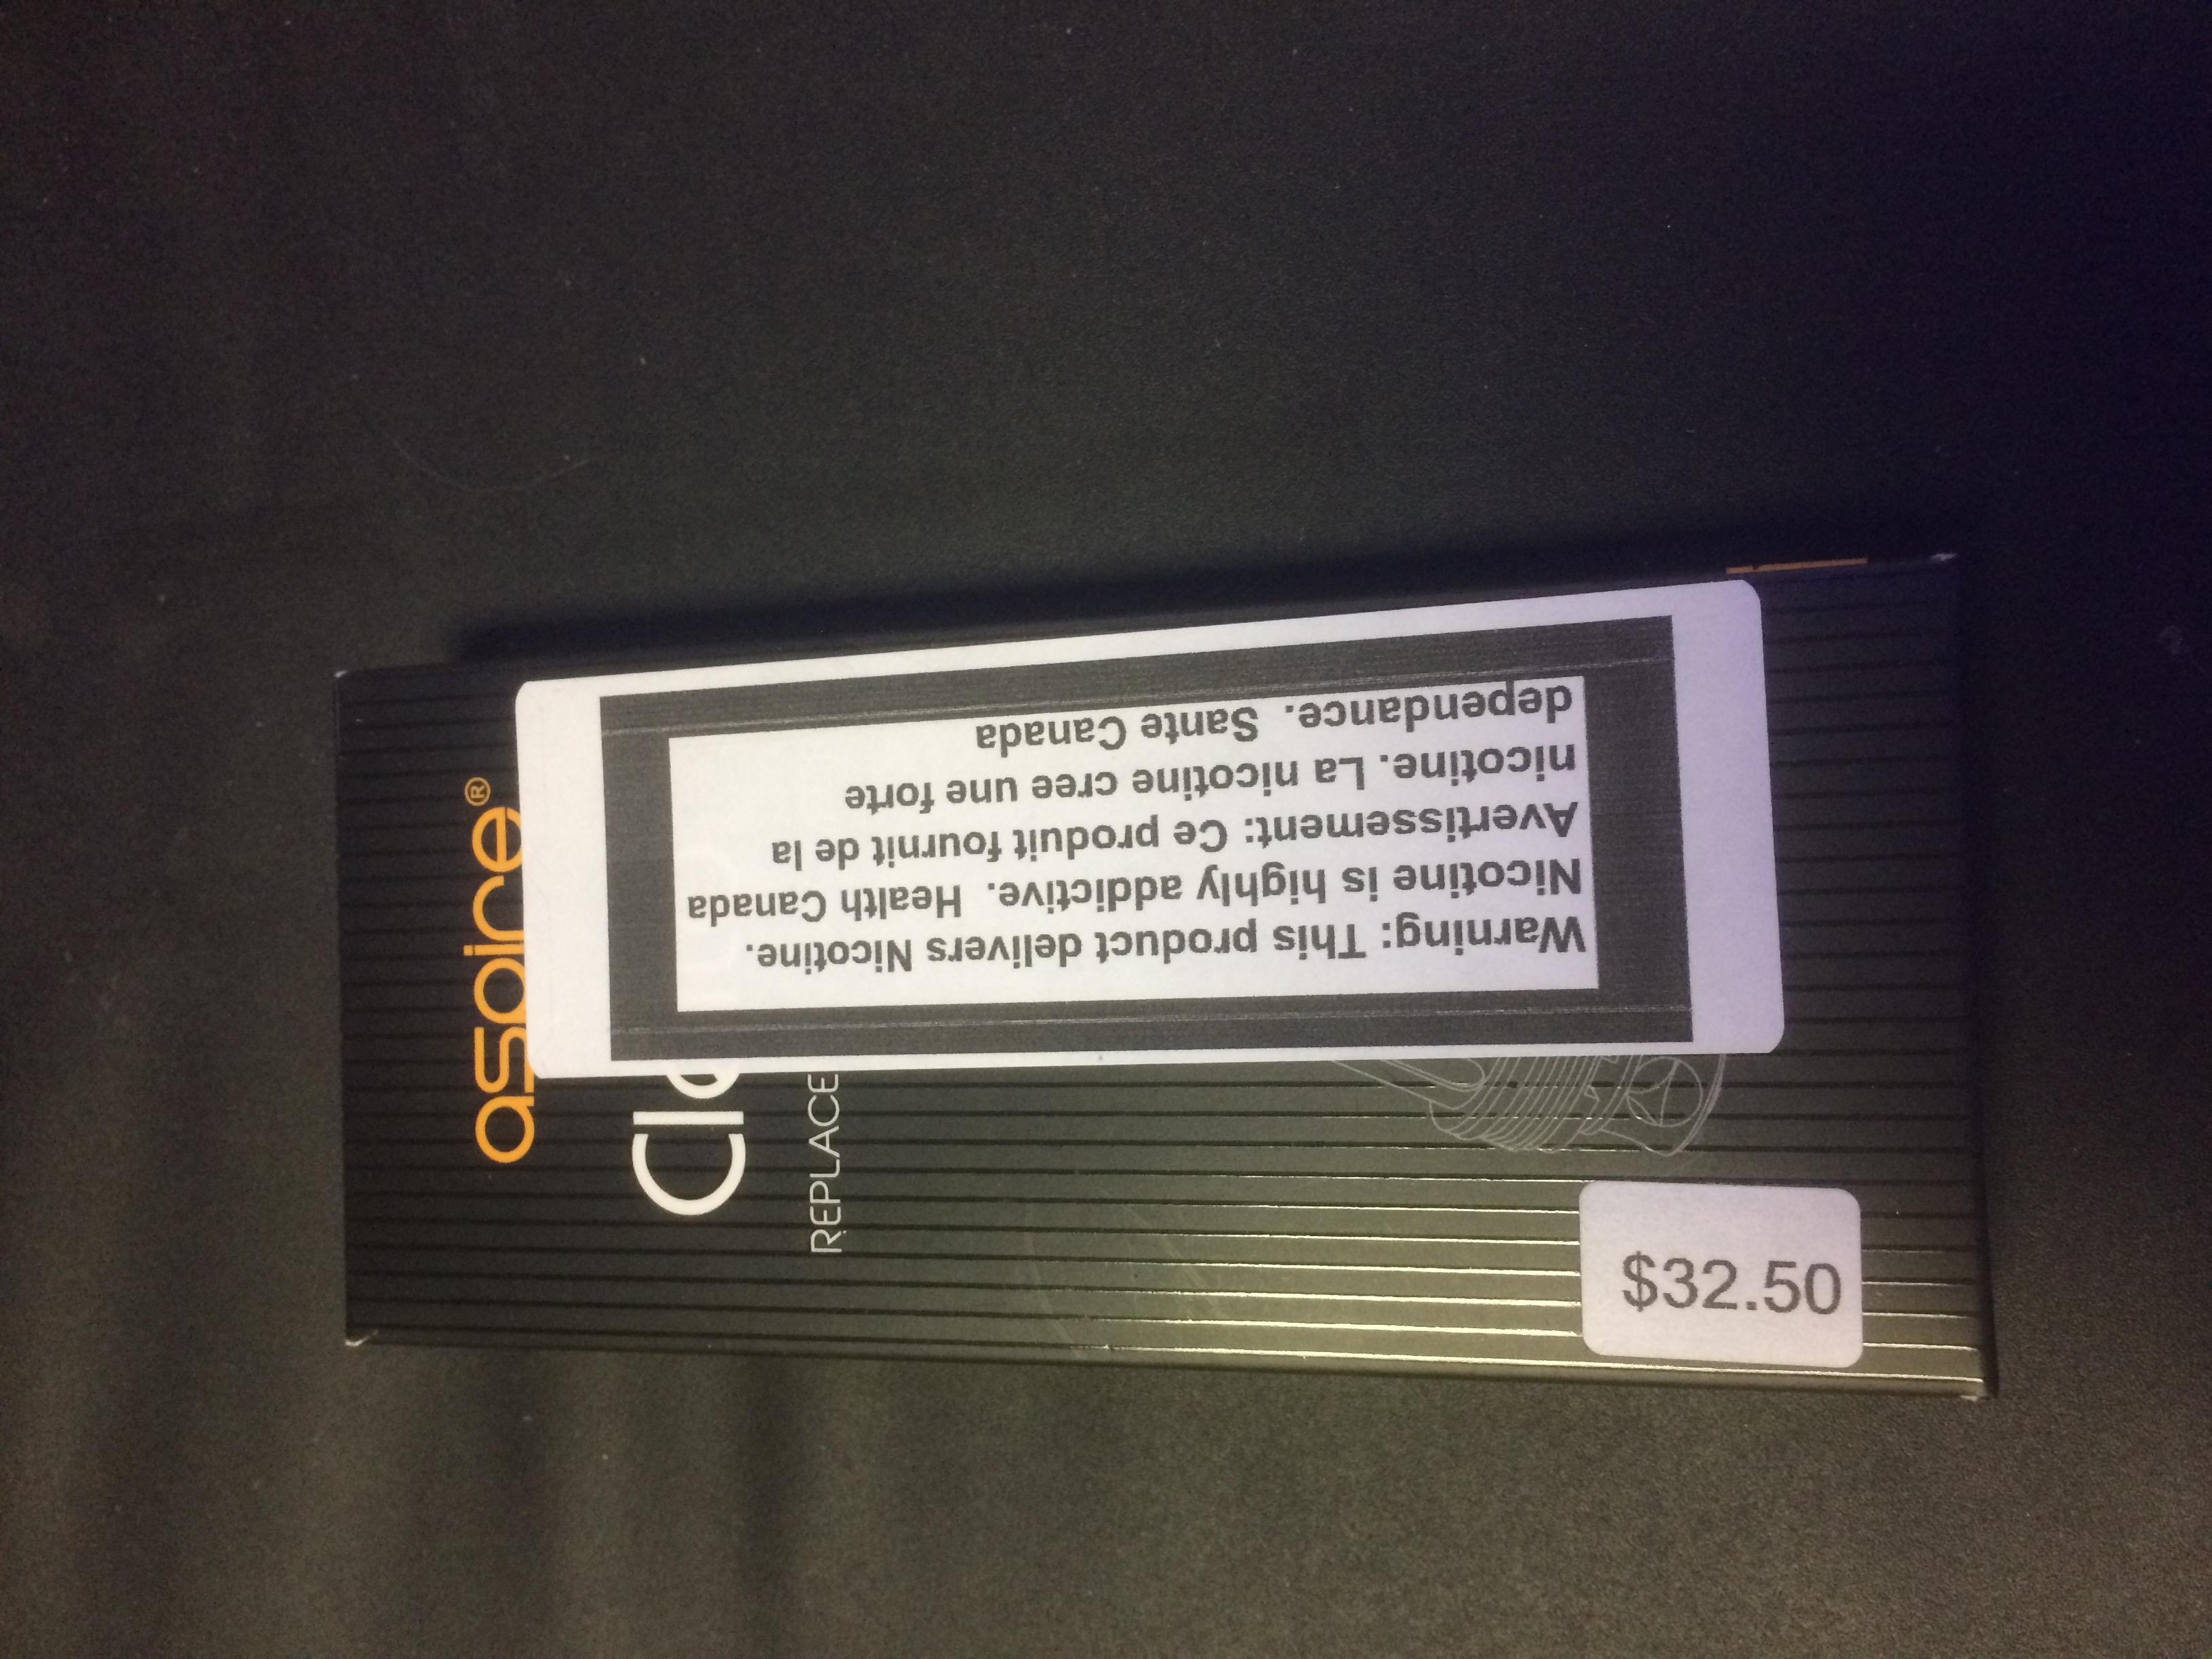 aspire®
Cle
REPLACE
Warning: This product delivers Nicotine.
Nicotine is highly addictive. Health Canada
Avertissement: Ce produit fournit de la
nicotine. La nicotine cree une forte
dependance. Sante Canada
$32.50